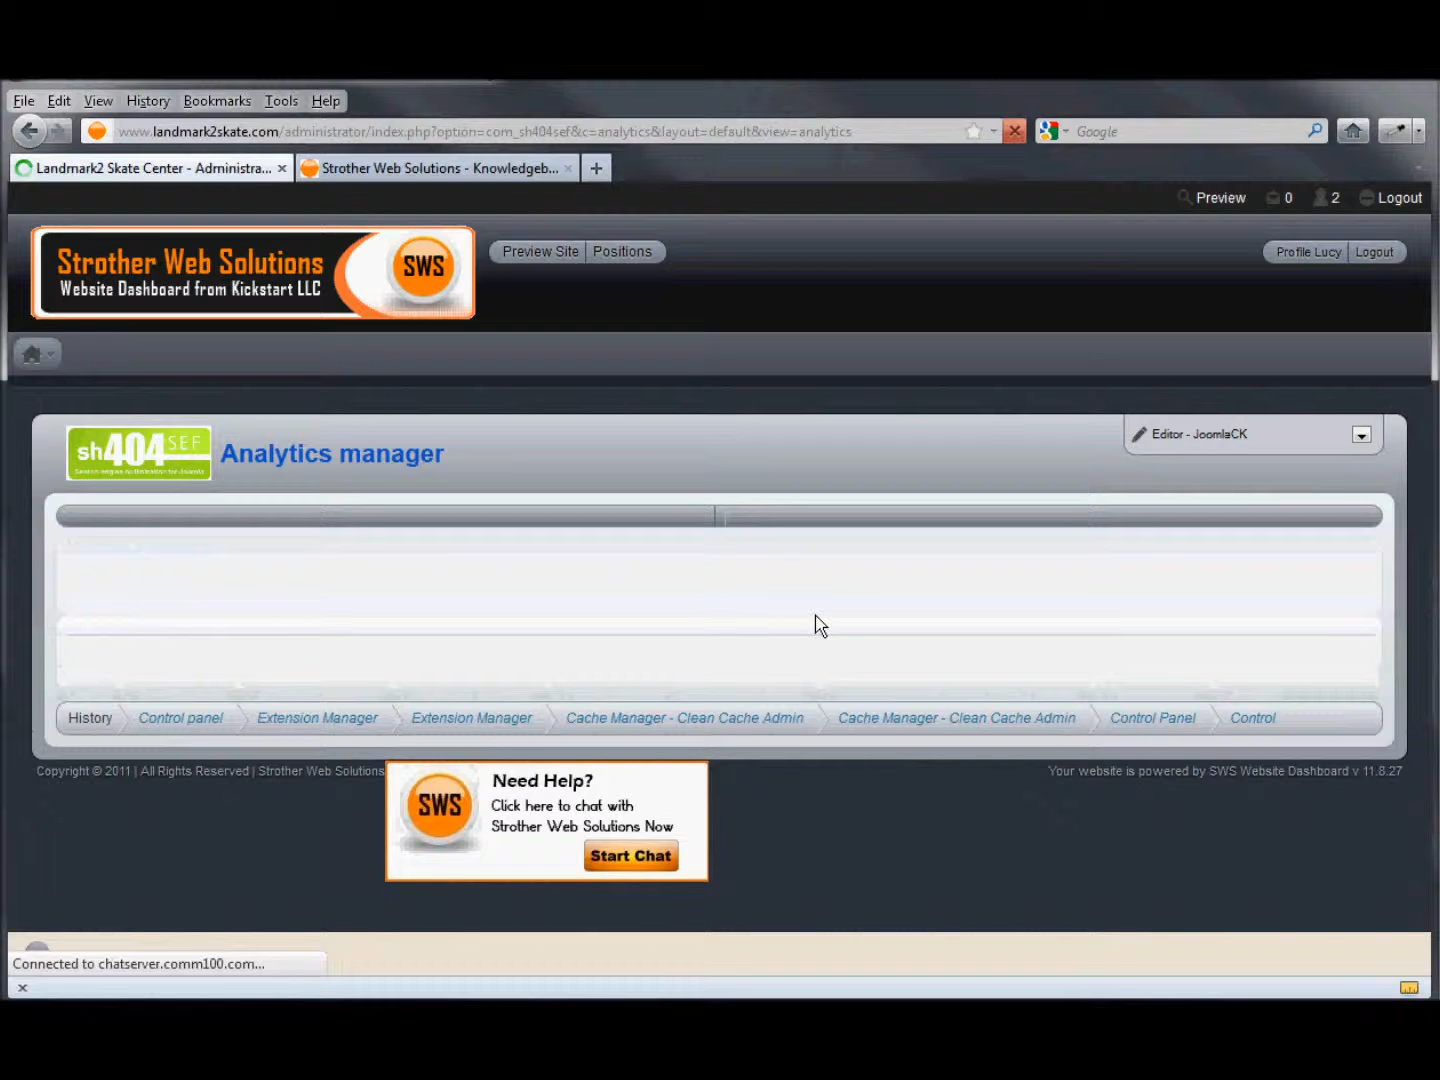 File Edit View History Bookmarks Tools Help
www.landmark2skate.com/administrator/index.php?option=com_sh404sef&c=analytics&layout=default&view=analytics
Google
Landmark2 Skate Center - Administra...
Strother Web Solutions - Knowledgeb...
Preview 0 2 Logout
Strother Web Solutions
Website Dashboard from Kickstart LLC
SWS
Preview Site Positions
Profile Lucy Logout
sh404SEF
Analytics manager
Editor - JoomlaCK
History Control panel Extension Manager Extension Manager Cache Manager - Clean Cache Admin Cache Manager - Clean Cache Admin Control Panel Control
Copyright © 2011 | All Rights Reserved | Strother Web Solutions
Your website is powered by SWS Website Dashboard v 11.8.27
SWS
Need Help?
Click here to chat with
Strother Web Solutions Now
Start Chat
Connected to chatserver.comm100.com...